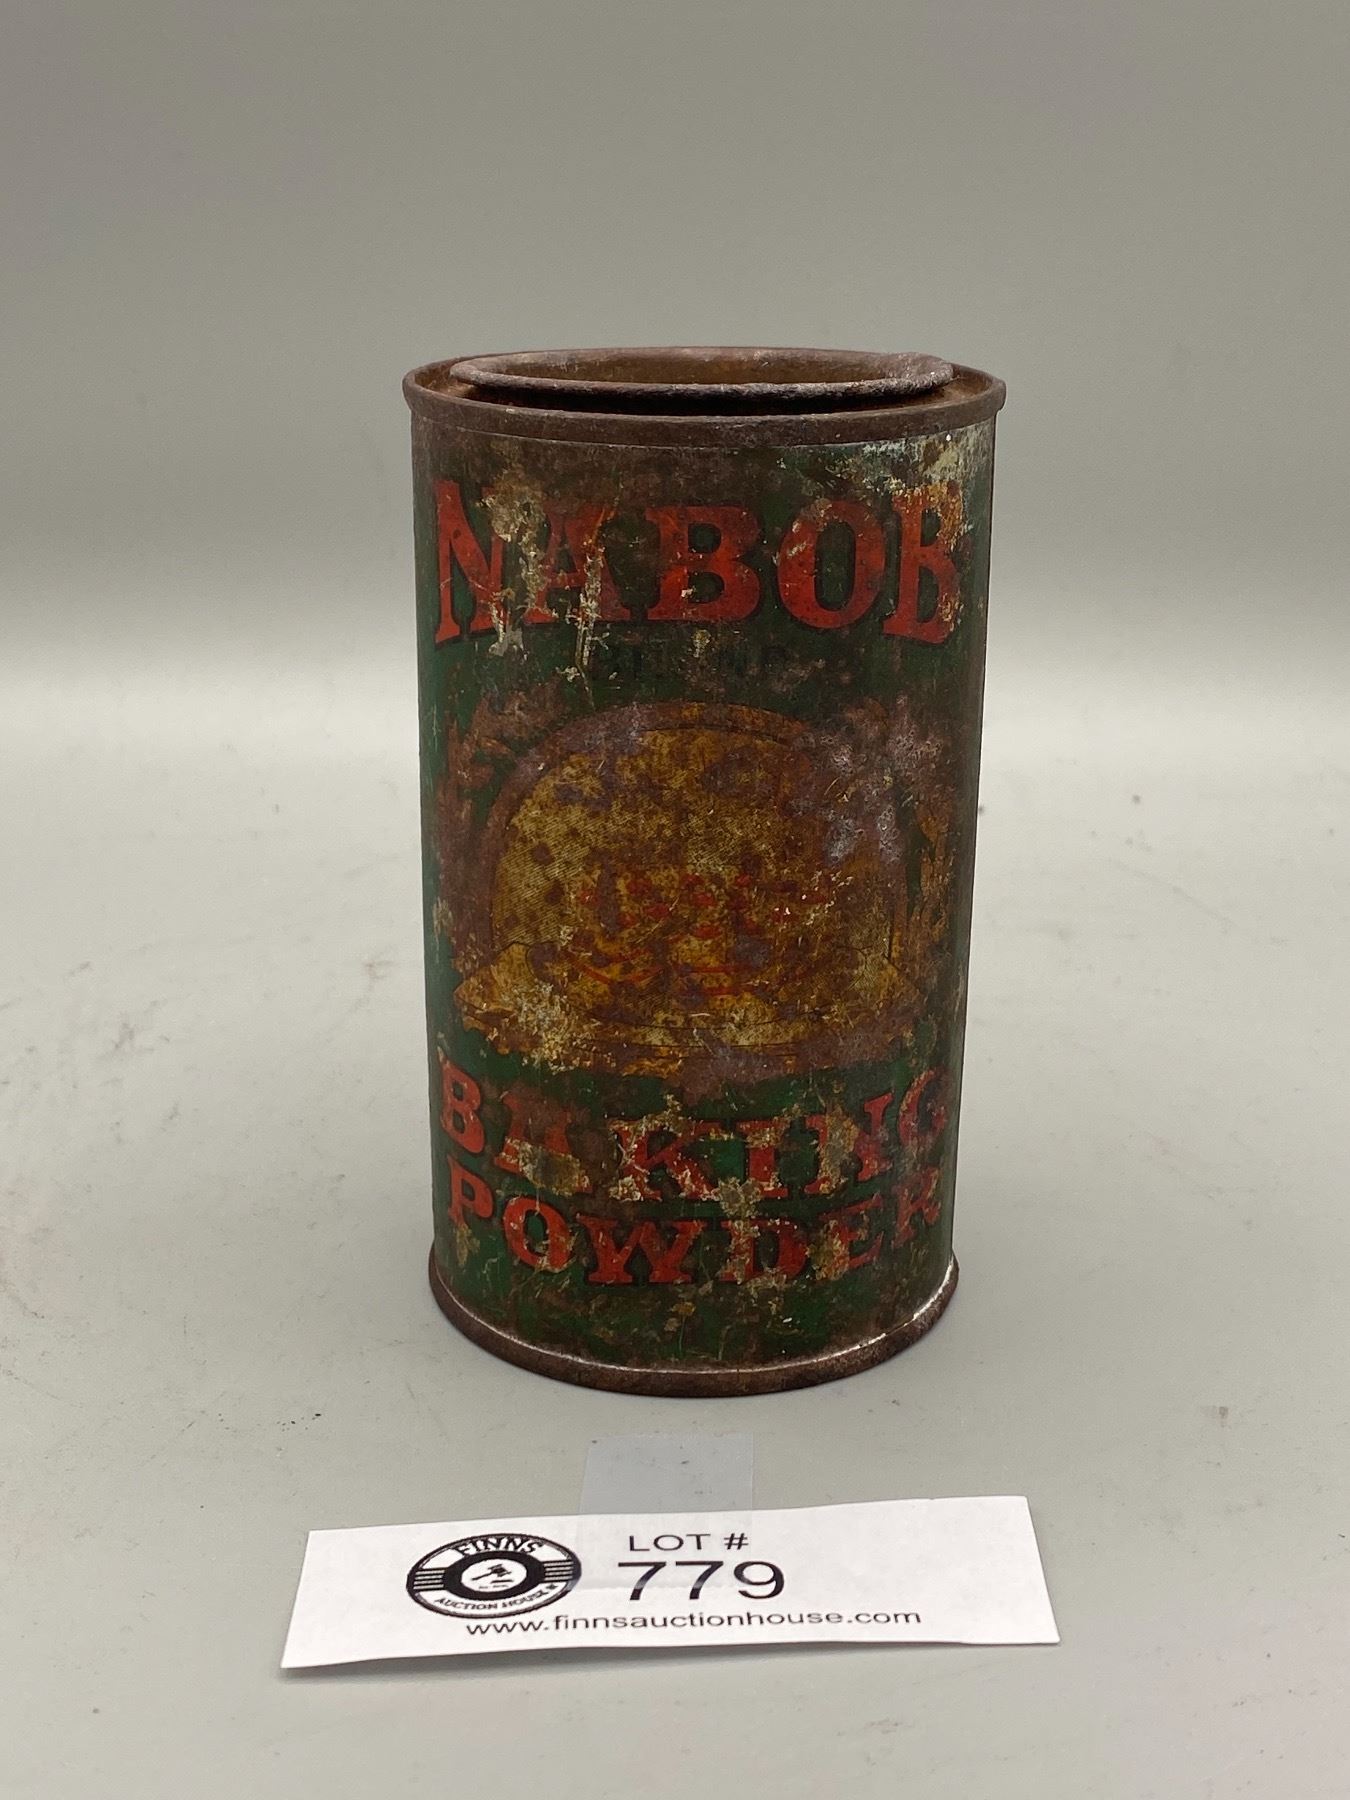 NABOB
BAKING
POWDER
FINNS
AUCTION HOUSE
LOT #
779
www.finnsauctionhouse.com